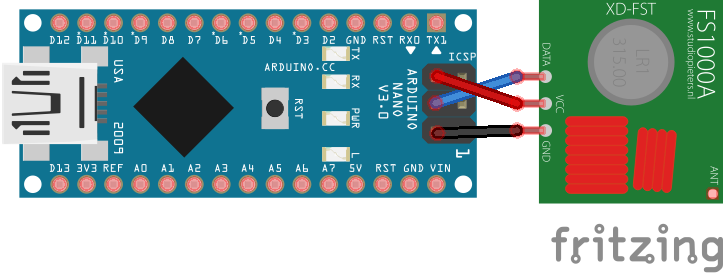 XD-FST
D12 *D11 *D10 *D9 D8 D7 *D6 *D5 D4 *D3 D2 GND RST RX0 TX1
TX
ICSP
ARDUINO.CC
RX
ARDUINO
NANO
V3.0
USA
2009
RST
PWR
L
1
D13 3V3 REF A0 A1 A2 A3 A4 A5 A6 A7 5V RST GND VIN
DATA
VCC
GND
LR1
315.00
FS1000A
www.studiopieters.nl
ANT
fritzing